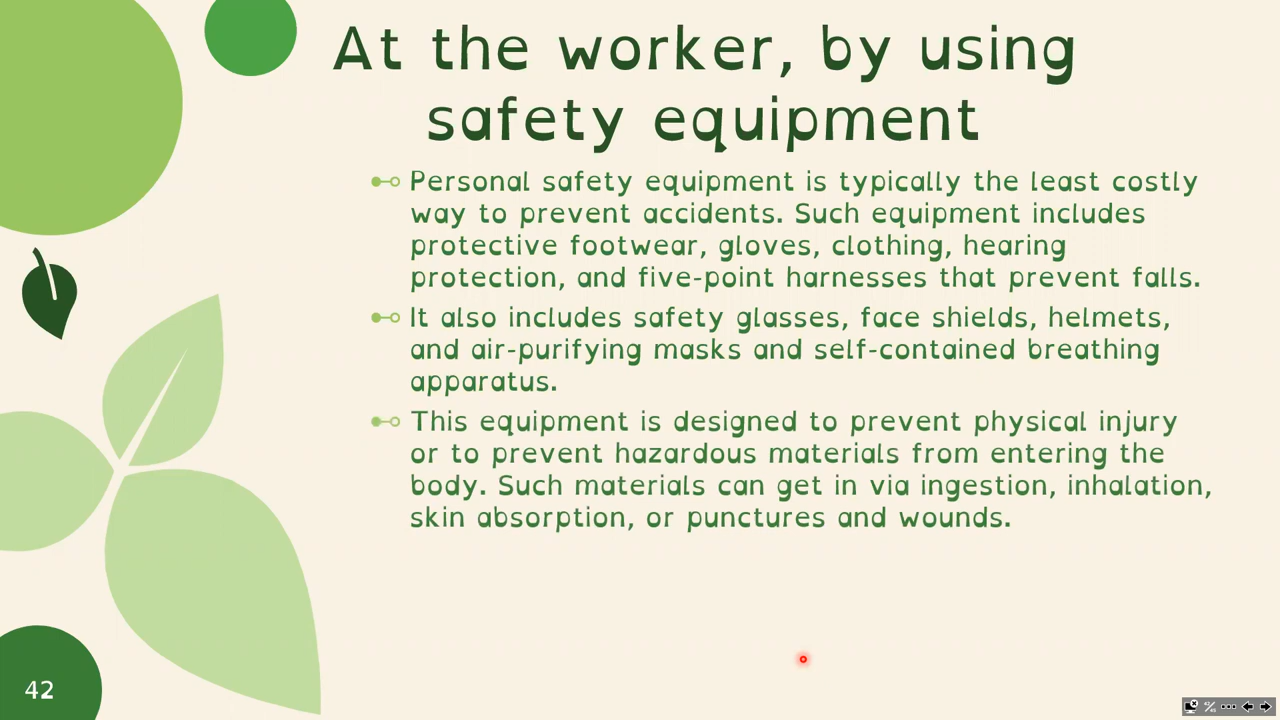 At the worker, by using
safety equipment
Personal safety equipment is typically the least costly
way to prevent accidents. Such equipment includes
protective footwear, gloves, clothing, hearing
protection, and five-point harnesses that prevent falls.
It also includes safety glasses, face shields, helmets,
and air-purifying masks and self-contained breathing
apparatus.
This equipment is designed to prevent physical injury
or to prevent hazardous materials from entering the
body. Such materials can get in via ingestion, inhalation,
skin absorption, or punctures and wounds.
42